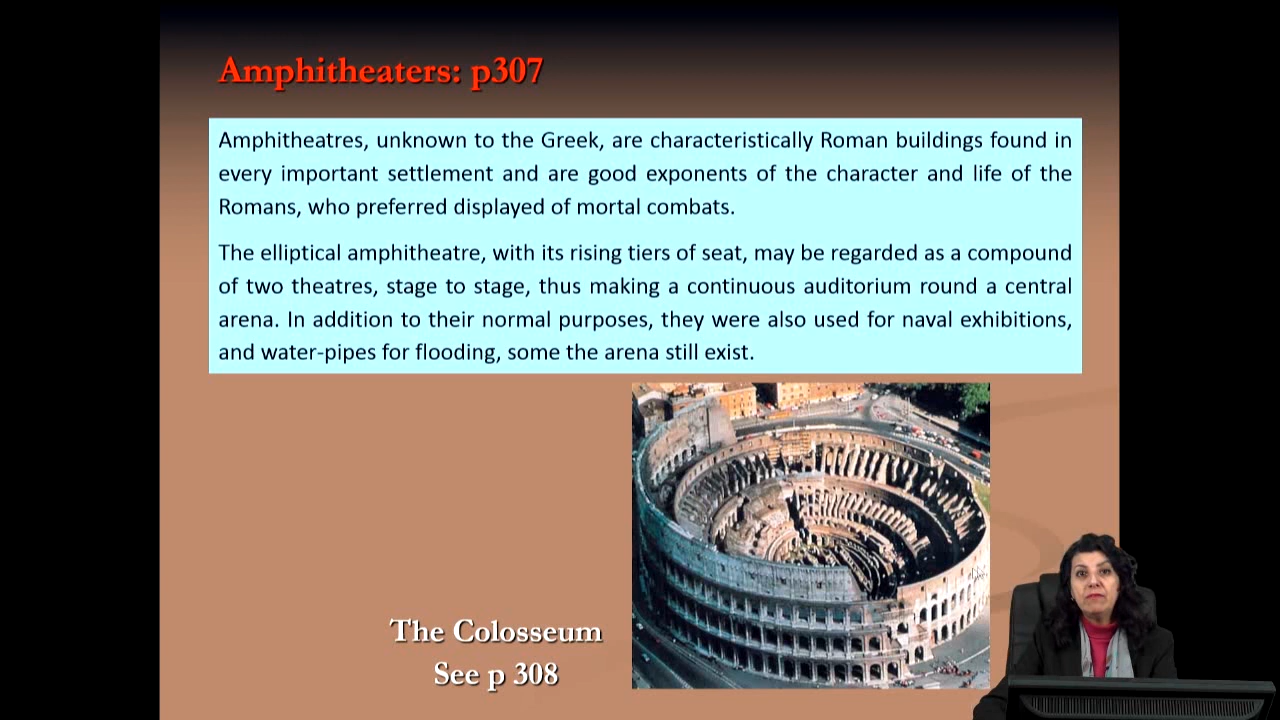 Amphitheaters: p307
Amphitheatres, unknown to the Greek, are characteristically Roman buildings found in
every important settlement and are good exponents of the character and life of the
Romans, who preferred displayed of mortal combats.
The elliptical amphitheatre, with its rising tiers of seat, may be regarded as a compound
of two theatres, stage to stage, thus making a continuous auditorium round a central
arena. In addition to their normal purposes, they were also used for naval exhibitions,
and water-pipes for flooding, some the arena still exist.
The Colosseum
See p 308